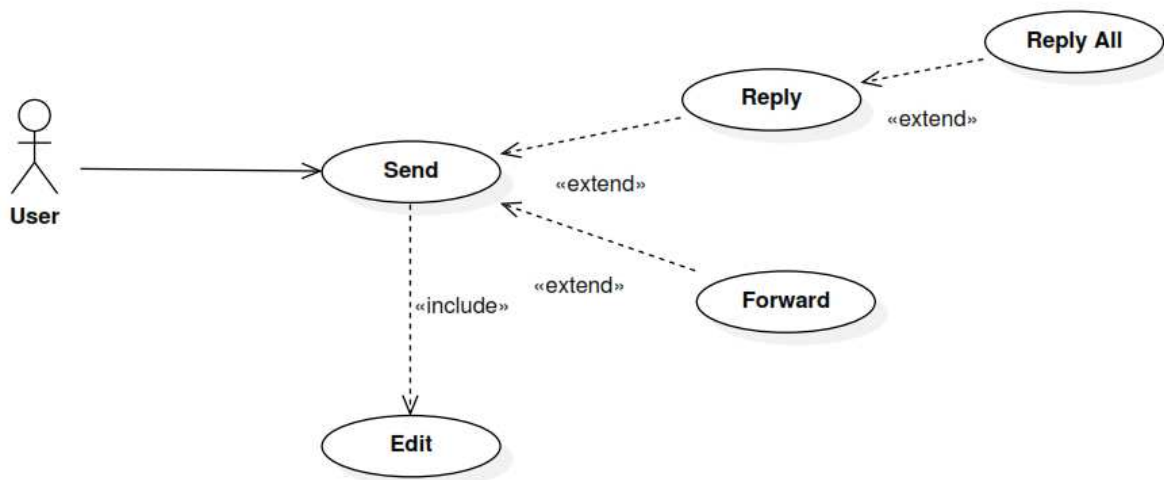 Reply All
Reply
«extend»
Send
«extend»
User
«extend»
Forward
«include»
Edit